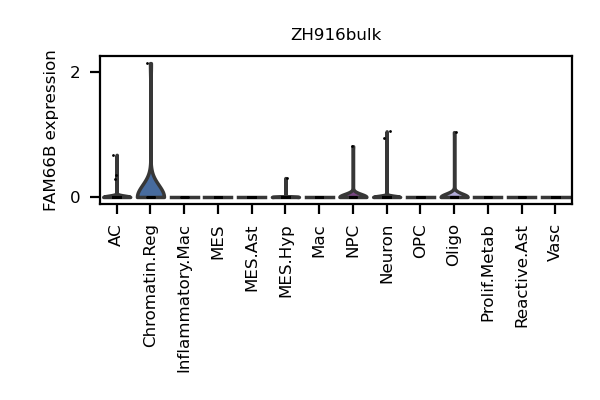 ZH916bulk
FAM66B expression
2
0
AC
Chromatin.Reg
Inflammatory.Mac
MES
MES.Ast
MES.Hyp
Mac
NPC
Neuron
OPC
Oligo
Prolif.Metab
Reactive.Ast
Vasc